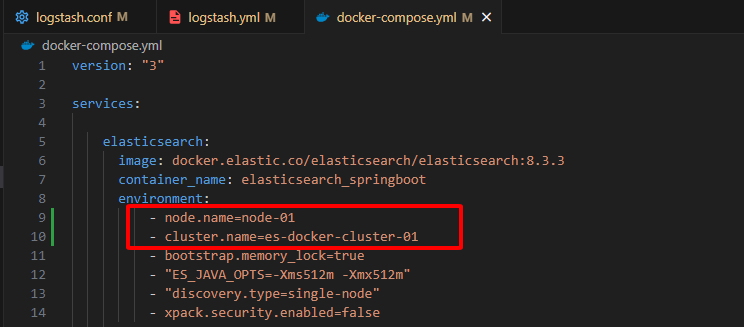 logstash.conf M logstash.yml M docker-compose.yml M
docker-compose.yml
1 version: "3"
2
3 services:
4
5 elasticsearch:
6 image: docker.elastic.co/elasticsearch/elasticsearch:8.3.3
7 container_name: elasticsearch_springboot
8 environment:
9 - node.name=node-01
10 - cluster.name=es-docker-cluster-01
11 - bootstrap.memory_lock=true
12 - "ES_JAVA_OPTS=-Xms512m -Xmx512m"
13 - "discovery.type=single-node"
14 - xpack.security.enabled=false